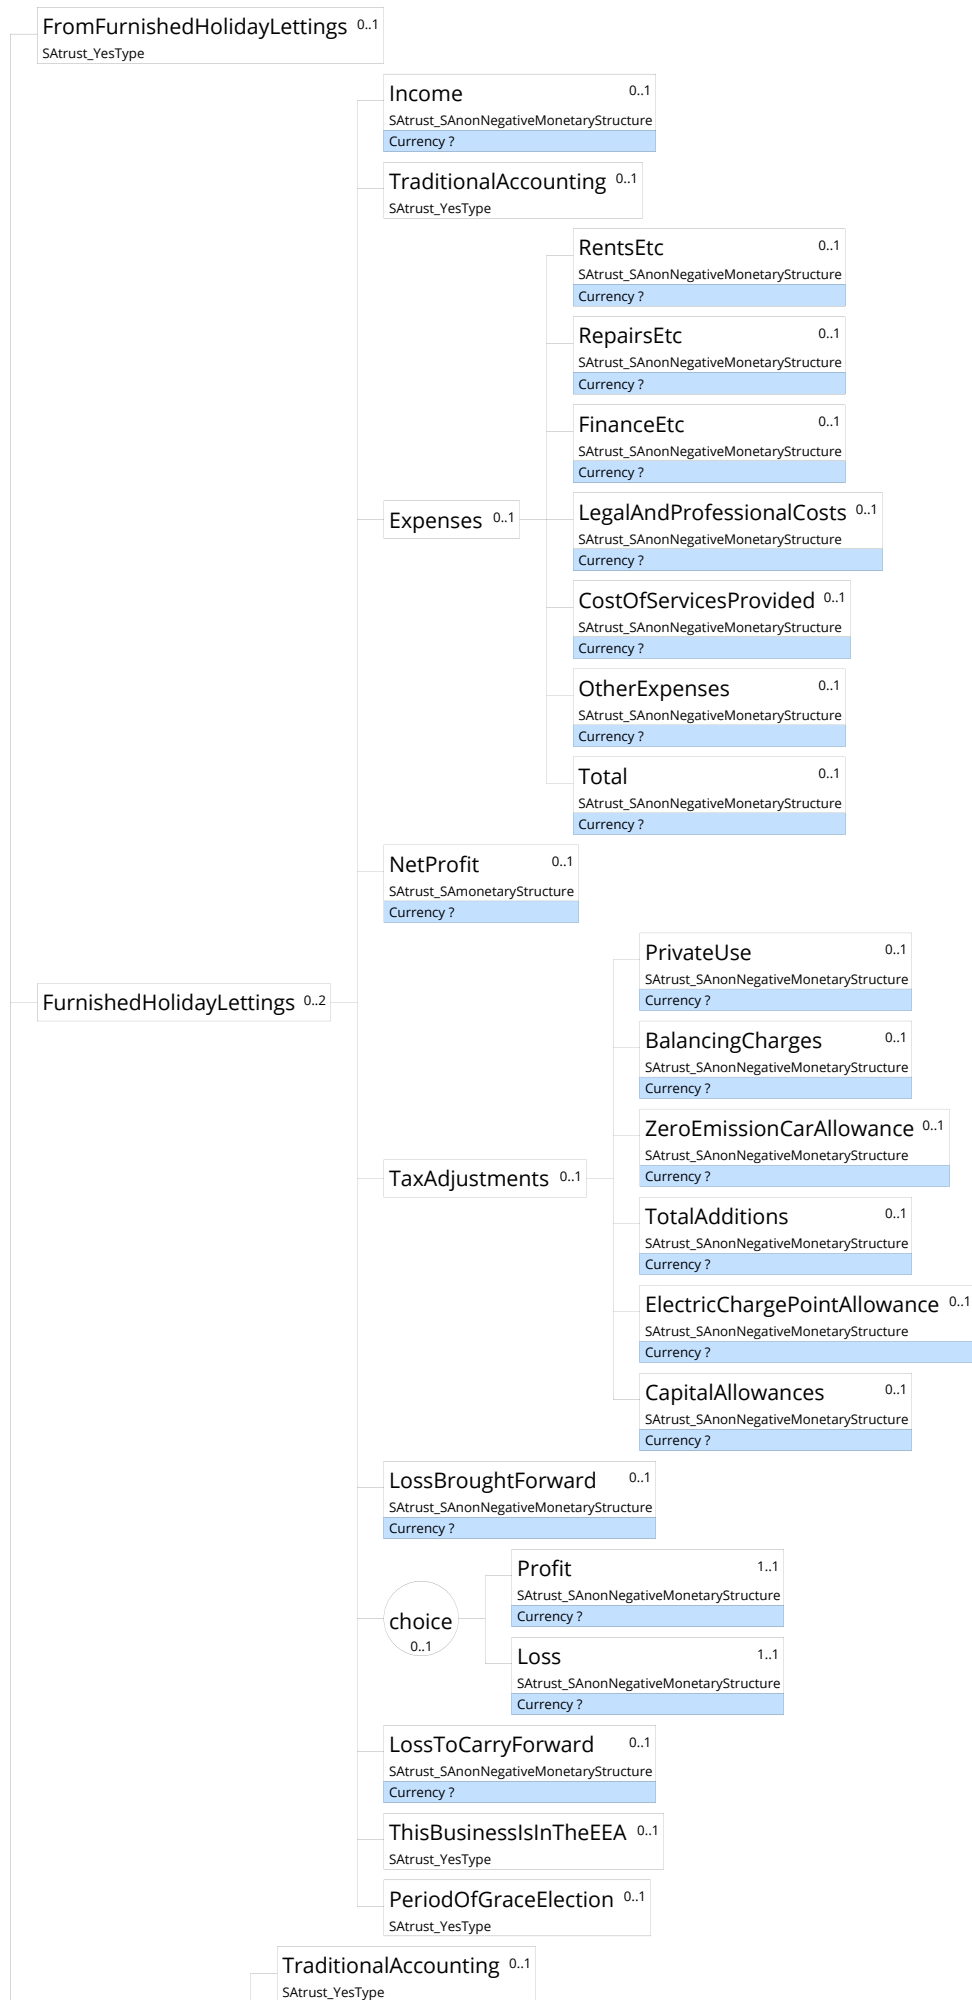 FromFurnishedHolidayLettings 0..1
SAtrust_YesType
Income 0..1
SAtrust_SAnonNegativeMonetaryStructure
Currency ?
TraditionalAccounting 0..1
SAtrust_YesType
RentsEtc 0..1
SAtrust_SAnonNegativeMonetaryStructure
Currency ?
RepairsEtc 0..1
SAtrust_SAnonNegativeMonetaryStructure
Currency ?
FinanceEtc 0..1
SAtrust_SAnonNegativeMonetaryStructure
Currency ?
Expenses 0..1
LegalAndProfessionalCosts 0..1
SAtrust_SAnonNegativeMonetaryStructure
Currency ?
CostOfServicesProvided 0..1
SAtrust_SAnonNegativeMonetaryStructure
Currency ?
OtherExpenses 0..1
SAtrust_SAnonNegativeMonetaryStructure
Currency ?
Total 0..1
SAtrust_SAnonNegativeMonetaryStructure
Currency ?
NetProfit 0..1
SAtrust_SAmonetaryStructure
Currency ?
FurnishedHolidayLettings 0..2
PrivateUse 0..1
SAtrust_SAnonNegativeMonetaryStructure
Currency ?
BalancingCharges 0..1
SAtrust_SAnonNegativeMonetaryStructure
Currency ?
ZeroEmissionCarAllowance 0..1
SAtrust_SAnonNegativeMonetaryStructure
Currency ?
TaxAdjustments 0..1
TotalAdditions 0..1
SAtrust_SAnonNegativeMonetaryStructure
Currency ?
ElectricChargePointAllowance 0..1
SAtrust_SAnonNegativeMonetaryStructure
Currency ?
CapitalAllowances 0..1
SAtrust_SAnonNegativeMonetaryStructure
Currency ?
LossBroughtForward 0..1
SAtrust_SAnonNegativeMonetaryStructure
Currency ?
choice
0..1
Profit 1..1
SAtrust_SAnonNegativeMonetaryStructure
Currency ?
Loss 1..1
SAtrust_SAnonNegativeMonetaryStructure
Currency ?
LossToCarryForward 0..1
SAtrust_SAnonNegativeMonetaryStructure
Currency ?
ThisBusinessIsInTheEEA 0..1
SAtrust_YesType
PeriodOfGraceElection 0..1
SAtrust_YesType
TraditionalAccounting 0..1
SAtrust_YesType